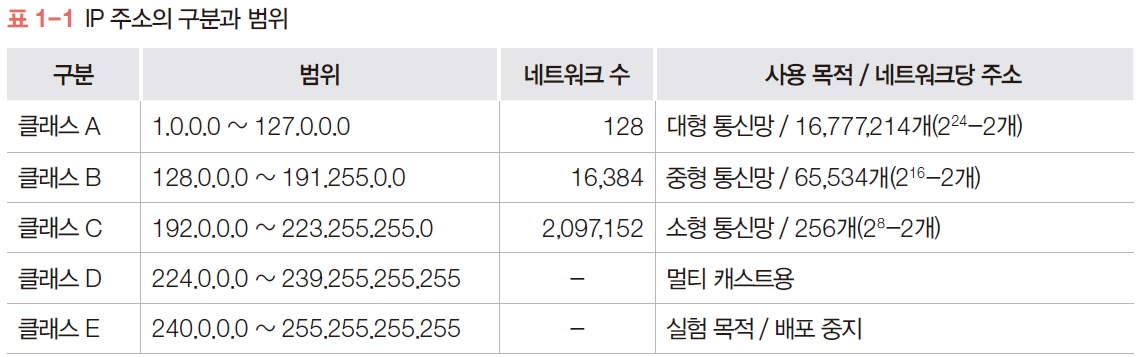 표 1-1 IP 주소의 구분과 범위
구분 범위 네트워크 수 사용 목적 / 네트워크당 주소
클래스 A 1.0.0.0 ~ 127.0.0.0 128 대형 통신망 / 16,777,214개(2²⁴-2개)
클래스 B 128.0.0.0 ~ 191.255.0.0 16,384 중형 통신망 / 65,534개(2¹⁶-2개)
클래스 C 192.0.0.0 ~ 223.255.255.0 2,097,152 소형 통신망 / 256개(2⁸-2개)
클래스 D 224.0.0.0 ~ 239.255.255.255 - 멀티 캐스트용
클래스 E 240.0.0.0 ~ 255.255.255.255 - 실험 목적 / 배포 중지